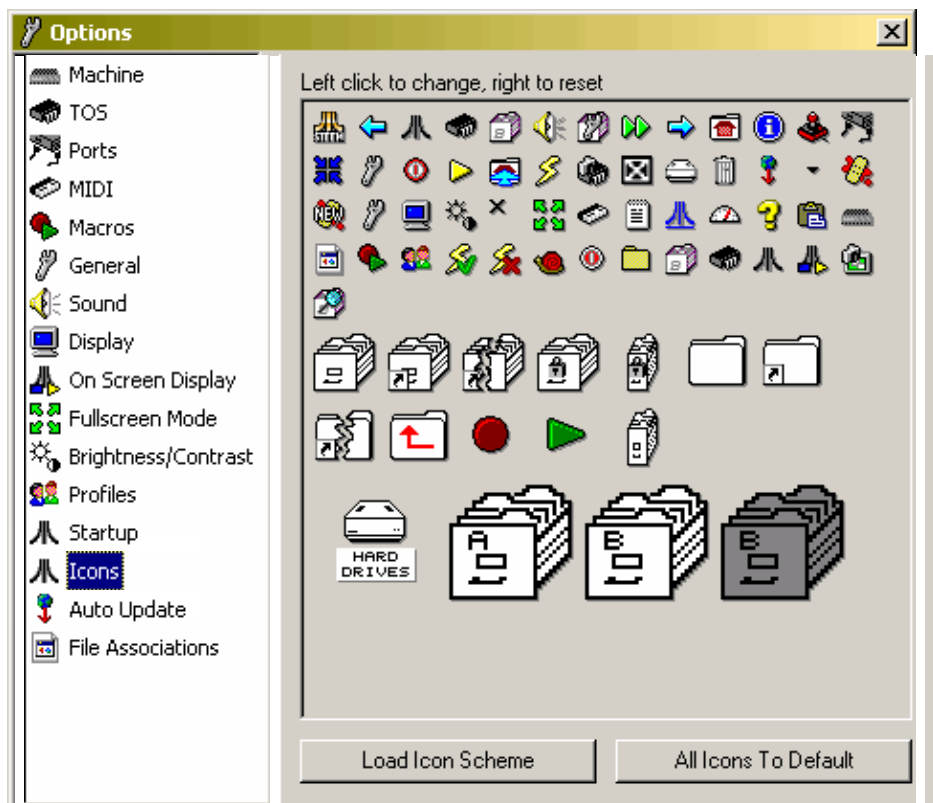 Options
Machine
TOS
Ports
MIDI
Macros
General
Sound
Display
On Screen Display
Fullscreen Mode
Brightness/Contrast
Profiles
Startup
Icons
Auto Update
File Associations
Left click to change, right to reset
STEEM
NEW
HARD
DRIVES
A
B
B
Load Icon Scheme
All Icons To Default